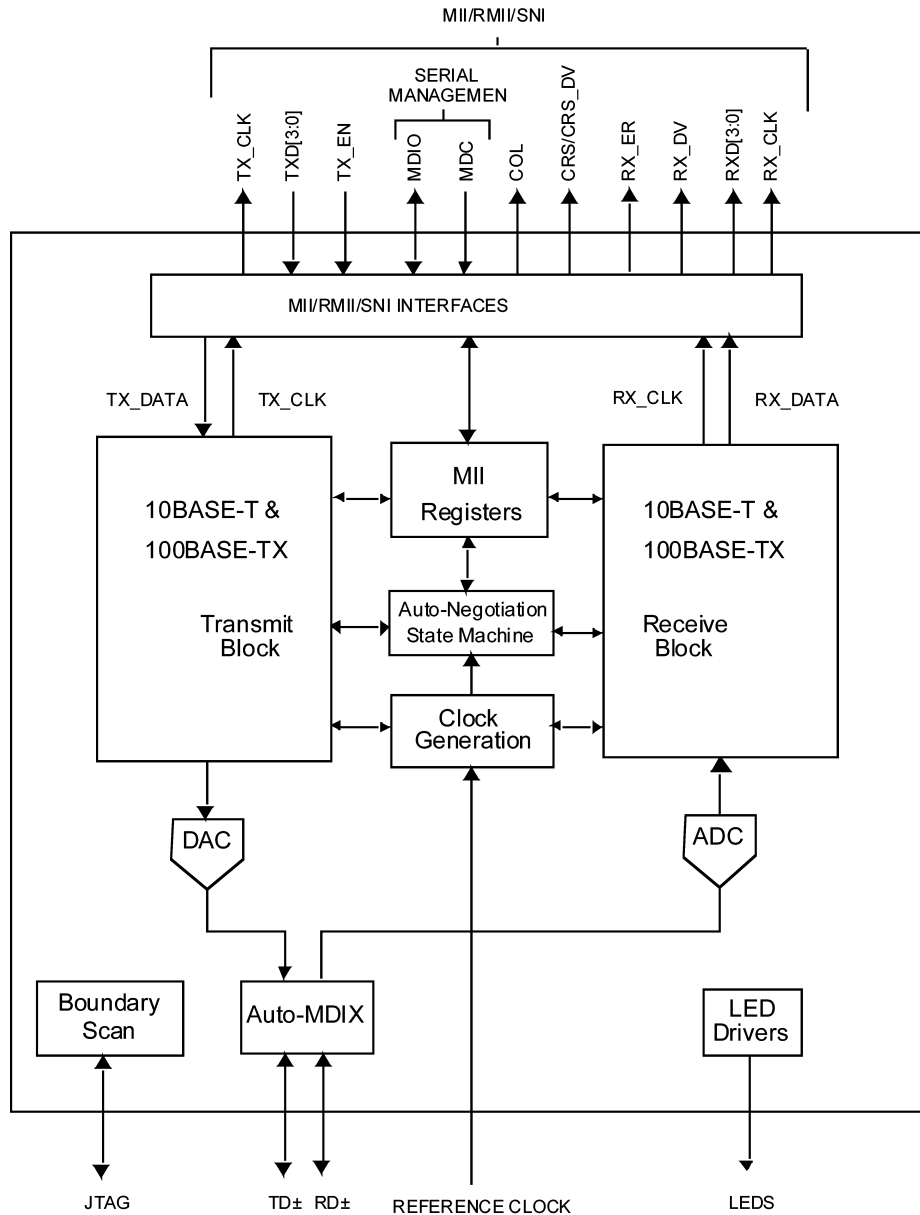 MII/RMII/SNI
SERIAL
MANAGEMEN
TX_CLK
TXD[3:0]
TX_EN
MDIO
MDC
COL
CRS/CRS_DV
RX_ER
RX_DV
RXD[3:0]
RX_CLK
MII/RMII/SNI INTERFACES
TX_DATA
TX_CLK
RX_CLK
RX_DATA
10BASE-T &
100BASE-TX
Transmit
Block
MII
Registers
Auto-Negotiation
State Machine
Clock
Generation
10BASE-T &
100BASE-TX
Receive
Block
DAC
ADC
Boundary
Scan
Auto-MDIX
LED
Drivers
JTAG
TD±
RD±
REFERENCE CLOCK
LEDS